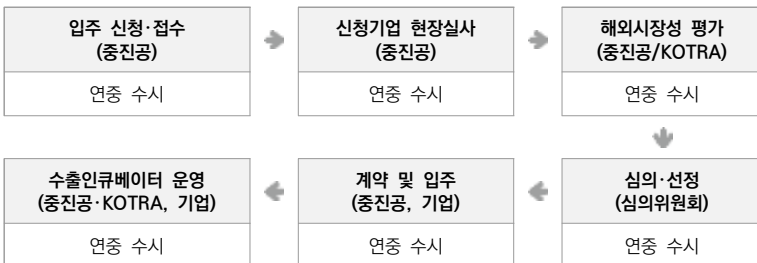 입주 신청·접수
(중진공)
연중 수시
신청기업 현장실사
(중진공)
연중 수시
해외시장성 평가
(중진공/KOTRA)
연중 수시
심의·선정
(심의위원회)
연중 수시
계약 및 입주
(중진공, 기업)
연중 수시
수출인큐베이터 운영
(중진공·KOTRA, 기업)
연중 수시